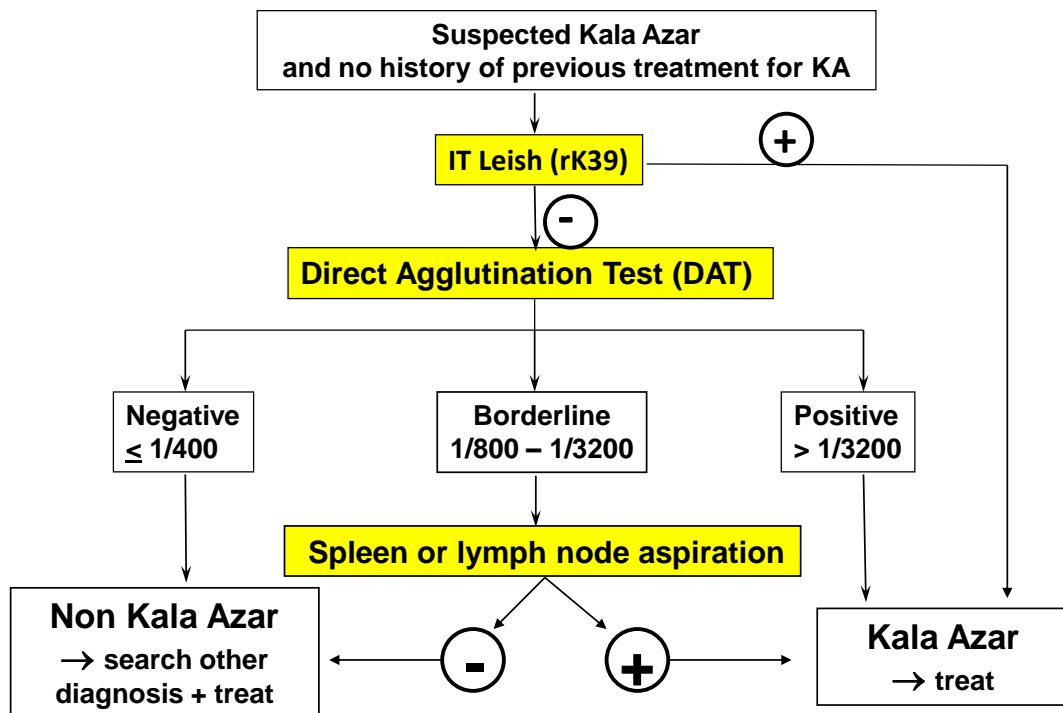 Suspected Kala Azar
and no history of previous treatment for KA
+
IT Leish (rK39)
-
Direct Agglutination Test (DAT)
Negative
≤ 1/400
Borderline
1/800 – 1/3200
Positive
> 1/3200
Spleen or lymph node aspiration
Non Kala Azar
→ search other
diagnosis + treat
-
+
Kala Azar
→ treat